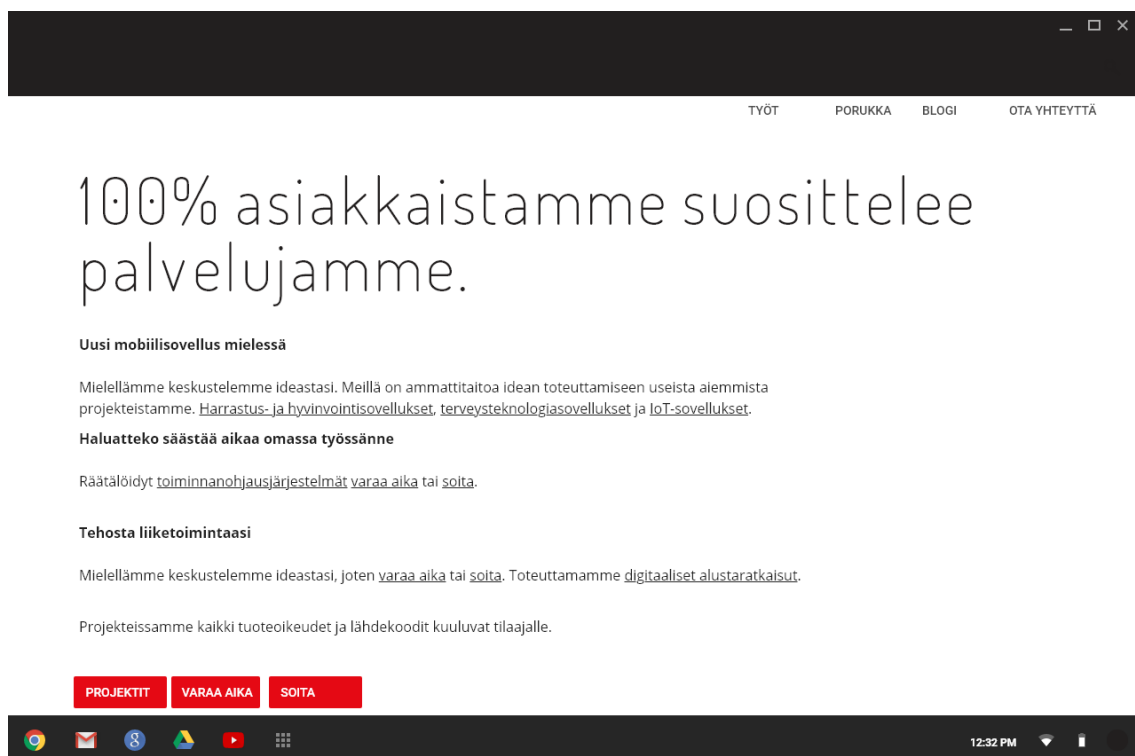 TYÖT PORUKKA BLOGI OTA YHTEYTTÄ
100% asiakkaistamme suosittelee
palvelujamme.
Uusi mobiilisovellus mielessä
Mielellämme keskustelemme ideastasi. Meillä on ammattitaitoa idean toteuttamiseen useista aiemmista
projekteistamme. Harrastus- ja hyvinvointisovellukset, terveysteknologiasovellukset ja IoT-sovellukset.
Haluatteko säästää aikaa omassa työssänne
Räätälöidyt toiminnanohjausjärjestelmät varaa aika tai soita.
Tehosta liiketoimintaasi
Mielellämme keskustelemme ideastasi, joten varaa aika tai soita. Toteuttamamme digitaaliset alustaratkaisut.
Projekteissamme kaikki tuoteoikeudet ja lähdekoodit kuuluvat tilaajalle.
PROJEKTIT VARAA AIKA SOITA
8 12:32 PM